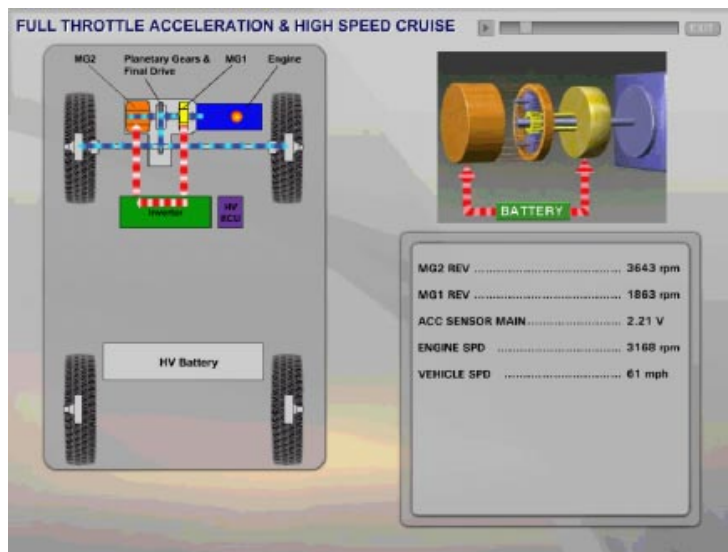 FULL THROTTLE ACCELERATION & HIGH SPEED CRUISE
MG2
Planetary Gears &
Final Drive
MG1
Engine
Inverter
HV
ECU
HV Battery
BATTERY
MG2 REV ........................................ 3643 rpm
MG1 REV ........................................ 1863 rpm
ACC SENSOR MAIN......................... 2.21 V
ENGINE SPD ................................ 3168 rpm
VEHICLE SPD .............................. 61 mph